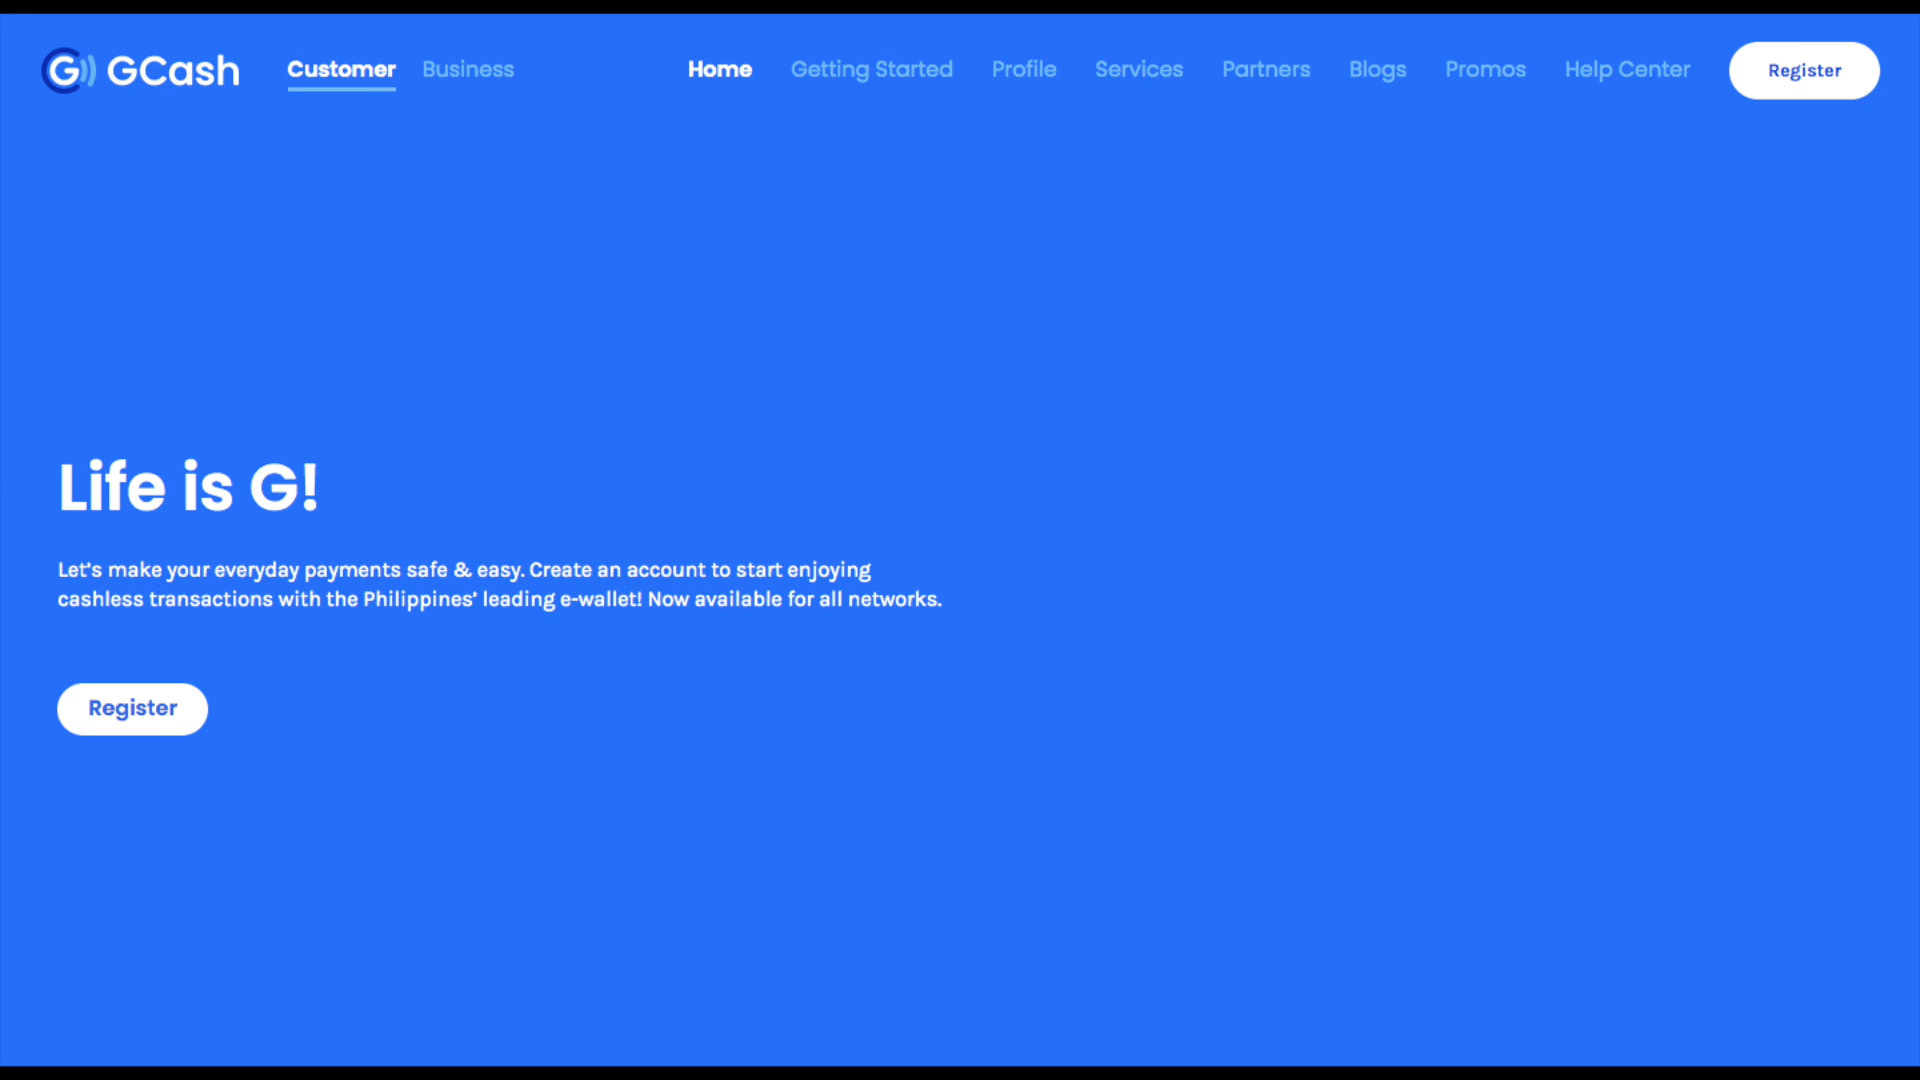 G GCash
Customer
Business
Home
Getting Started
Profile
Services
Partners
Blogs
Promos
Help Center
Register
Life is G!
Let’s make your everyday payments safe & easy. Create an account to start enjoying
cashless transactions with the Philippines’ leading e-wallet! Now available for all networks.
Register